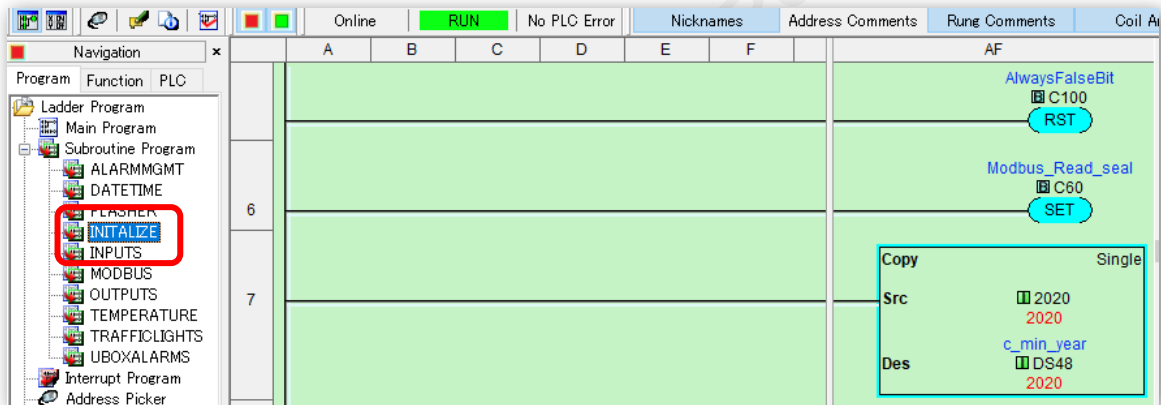 Online RUN No PLC Error Nicknames Address Comments Rung Comments Coil A
Navigation x A B C D E F AF
Program Function PLC
Ladder Program
Main Program
Subroutine Program
ALARMMGMT
DATETIME
FLASHER
INITALIZE
INPUTS
MODBUS
OUTPUTS
TEMPERATURE
TRAFFICLIGHTS
UBOXALARMS
Interrupt Program
Address Picker
AlwaysFalseBit
B C100
RST
6
Modbus_Read_seal
B C60
SET
7
Copy Single
Src I 2020
2020
c_min_year
Des I DS48
2020